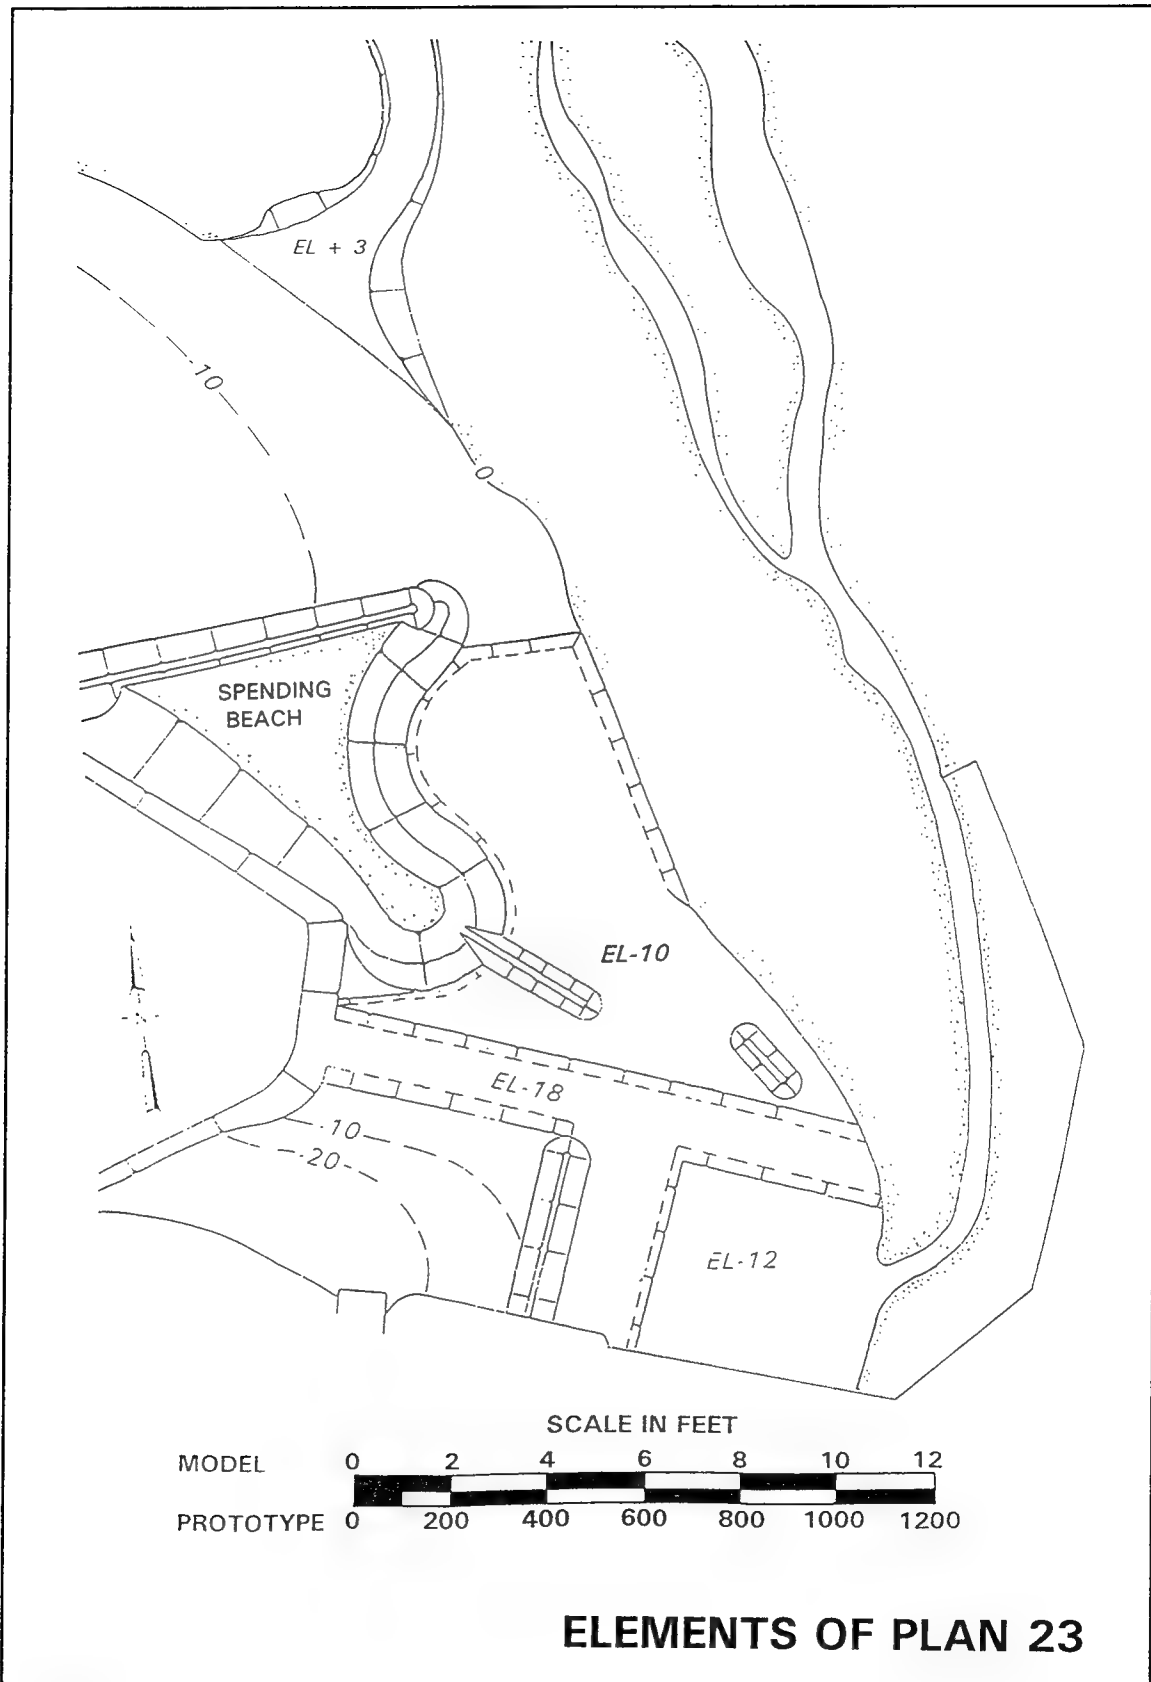 EL + 3
-10
0
SPENDING
BEACH
EL-10
EL-18
-10
-20-
EL-12
SCALE IN FEET
MODEL 0 2 4 6 8 10 12
PROTOTYPE 0 200 400 600 800 1000 1200
ELEMENTS OF PLAN 23